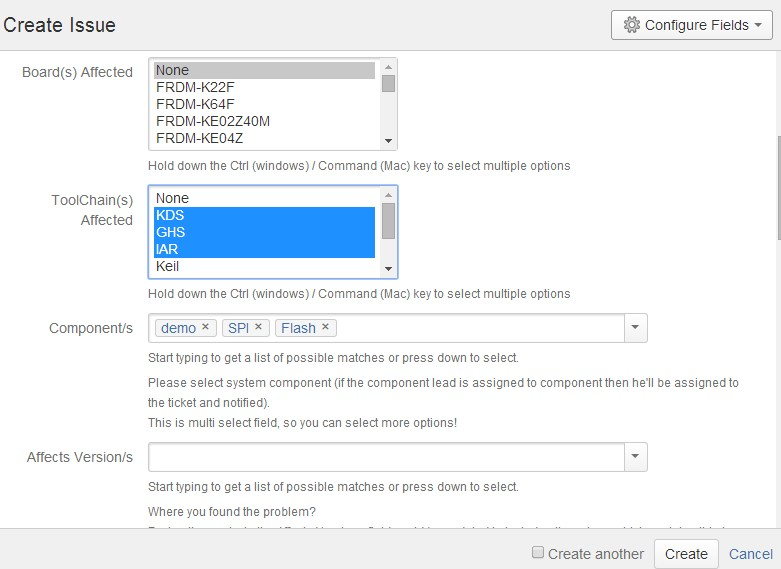 Create Issue
Configure Fields
Board(s) Affected
None
FRDM-K22F
FRDM-K64F
FRDM-KE02Z40M
FRDM-KE04Z
Hold down the Ctrl (windows) / Command (Mac) key to select multiple options
ToolChain(s)
Affected
None
KDS
GHS
IAR
Keil
Hold down the Ctrl (windows) / Command (Mac) key to select multiple options
Component/s
demo × SPI × Flash ×
Start typing to get a list of possible matches or press down to select.
Please select system component (if the component lead is assigned to component then he'll be assigned to
the ticket and notified).
This is multi select field, so you can select more options!
Affects Version/s
Start typing to get a list of possible matches or press down to select.
Where you found the problem?
Create another
Create
Cancel